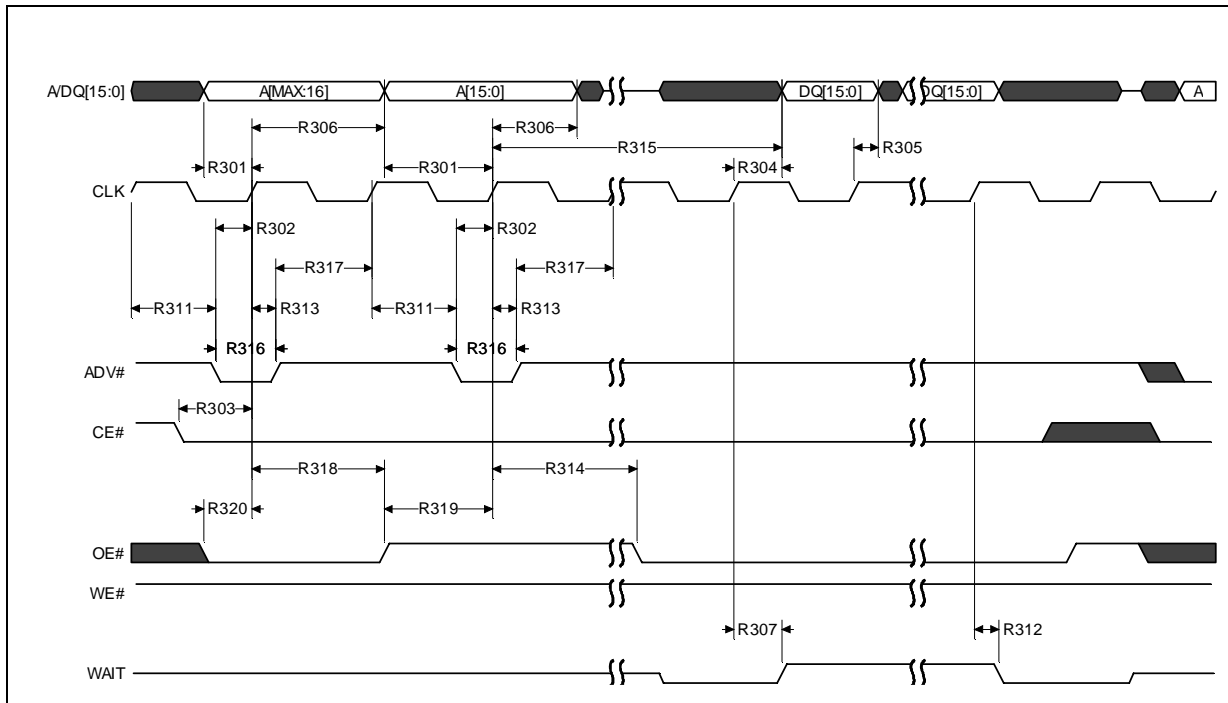 A/DQ[15:0] A[MAX:16] A[15:0] DQ[15:0] DQ[15:0] A
R306 R306
R315 R305
R301 R301 R304
CLK
R302 R302
R317 R317
R311 R313 R311 R313
R316 R316
ADV#
R303
CE#
R318 R314
R320 R319
OE#
WE#
R307 R312
WAIT